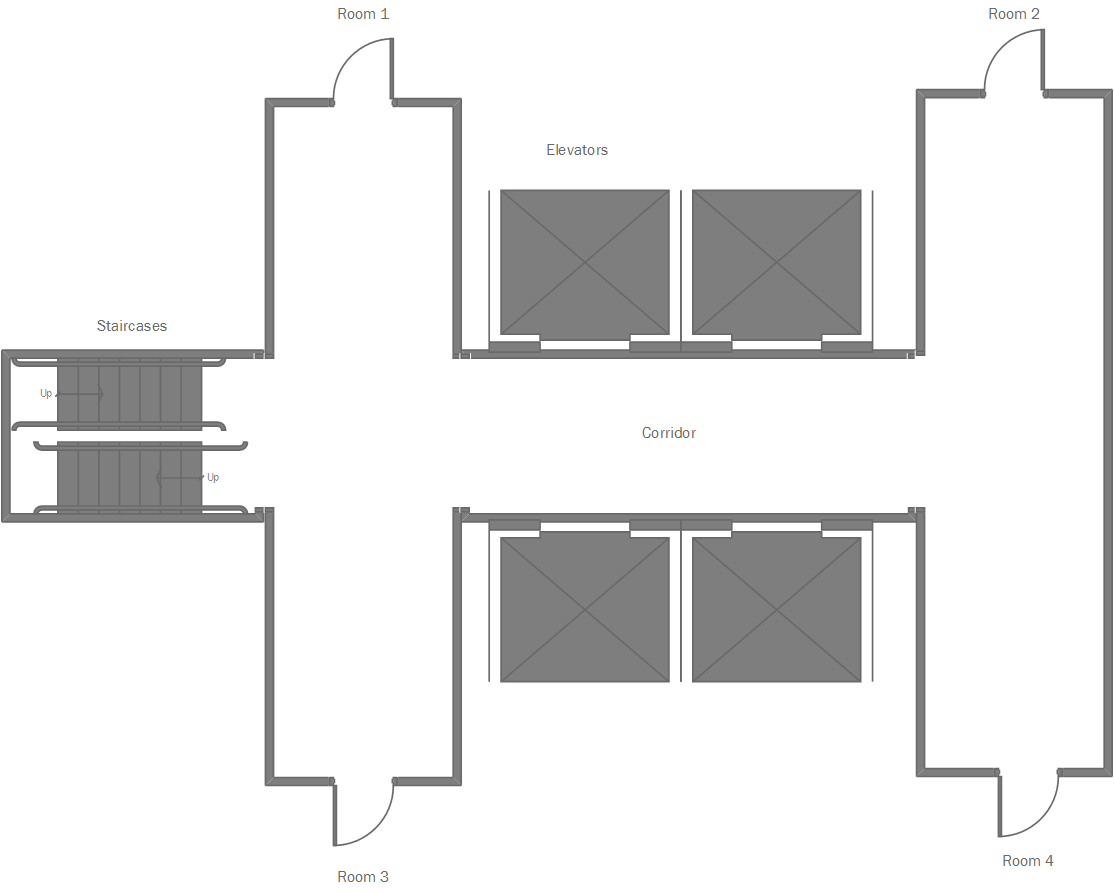 Room 1
Room 2
Elevators
Staircases
Up
Corridor
Up
Room 4
Room 3